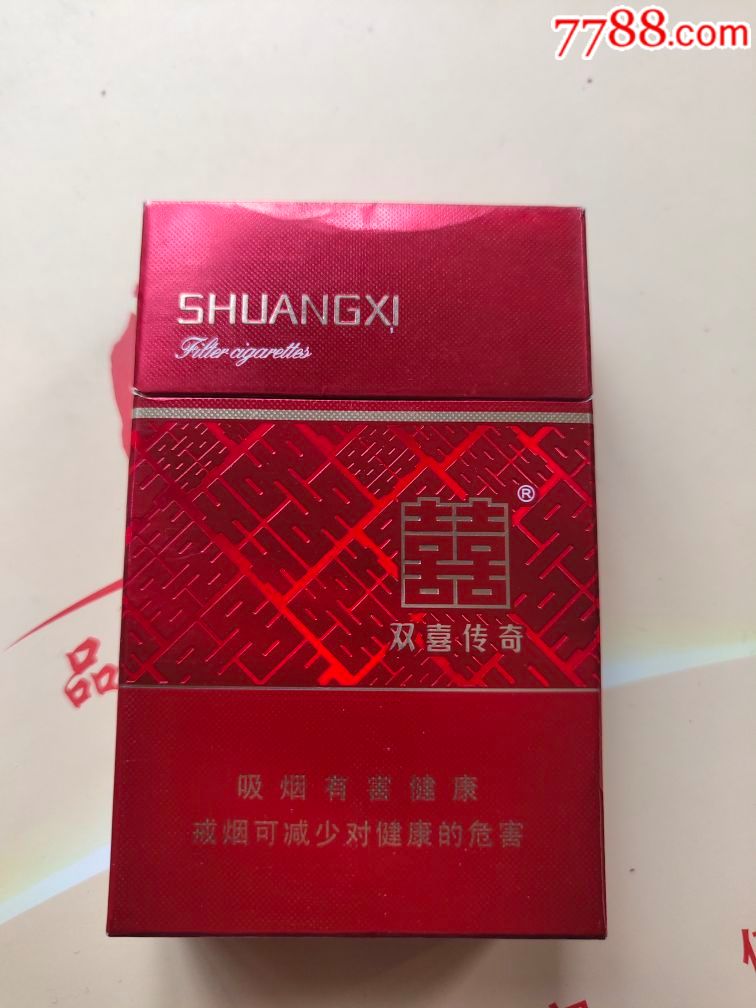 7788.com
SHUANGXI
Filter cigarettes
囍®
双喜传奇
品
吸烟有害健康
戒烟可减少对健康的危害